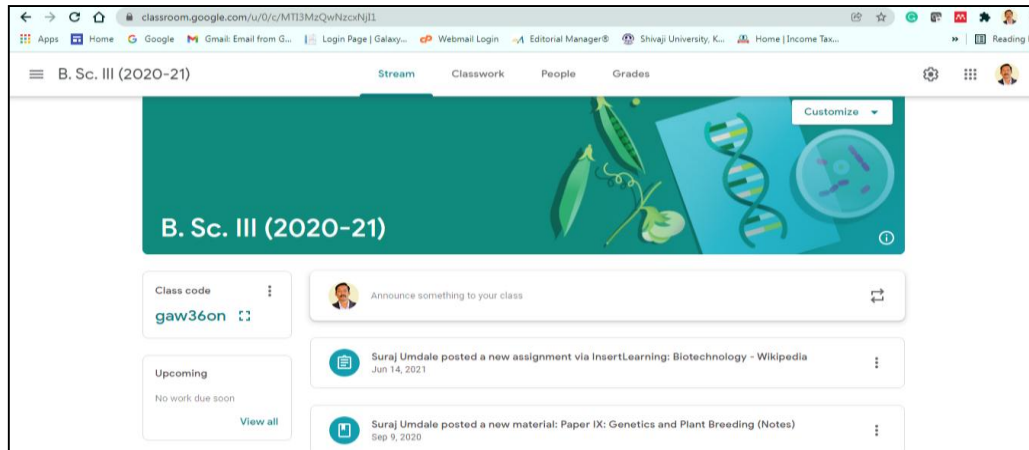 classroom.google.com/u/0/c/MTI3MzQwNzcxNjI1
Apps Home Google Gmail: Email from G... Login Page | Galaxy... Webmail Login Editorial Manager® Shivaji University, K... Home | Income Tax... » Reading
B. Sc. III (2020-21) Stream Classwork People Grades
Customize
B. Sc. III (2020-21)
Class code
gaw36on
Upcoming
No work due soon
View all
Announce something to your class
Suraj Umdale posted a new assignment via InsertLearning: Biotechnology - Wikipedia
Jun 14, 2021
Suraj Umdale posted a new material: Paper IX: Genetics and Plant Breeding (Notes)
Sep 9, 2020